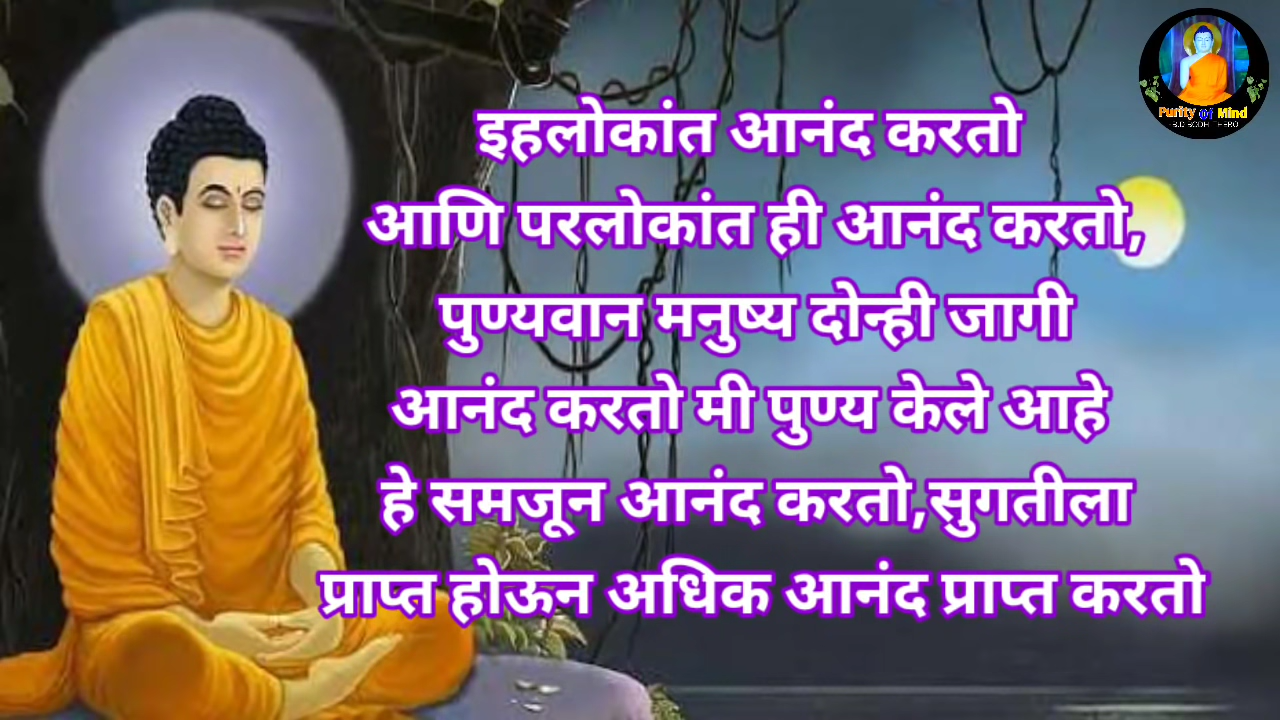 इहलोकांत आनंद करतो
आणि परलोकांत ही आनंद करतो,
पुण्यवान मनुष्य दोन्ही जागी
आनंद करतो मी पुण्य केले आहे
हे समजून आनंद करतो,सुगतीला
प्राप्त होऊन अधिक आनंद प्राप्त करतो
Purity of Mind